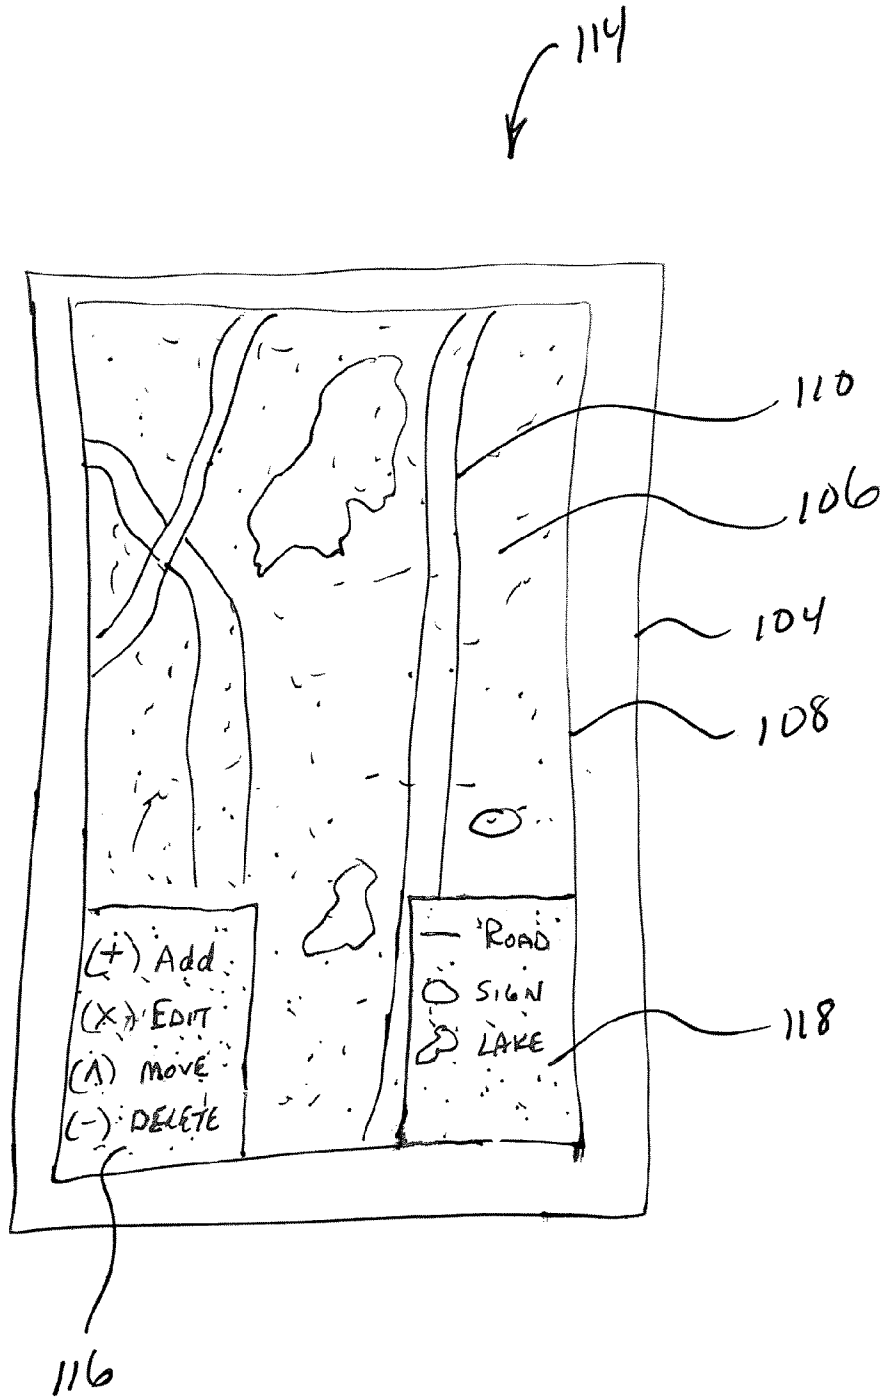 114
110
106
104
108
(+) Add
(X) EDIT
(Λ) MOVE
(-) DELETE
ROAD
SIGN
LAKE
118
116